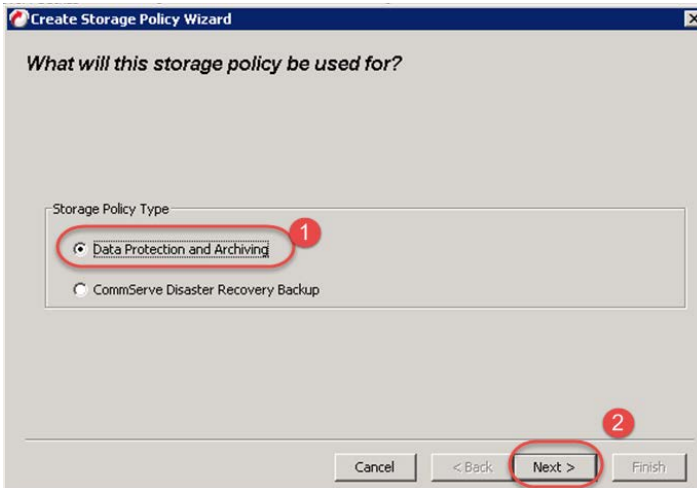 Create Storage Policy Wizard
What will this storage policy be used for?
Storage Policy Type
1
Data Protection and Archiving
CommServe Disaster Recovery Backup
2
Cancel < Back Next > Finish